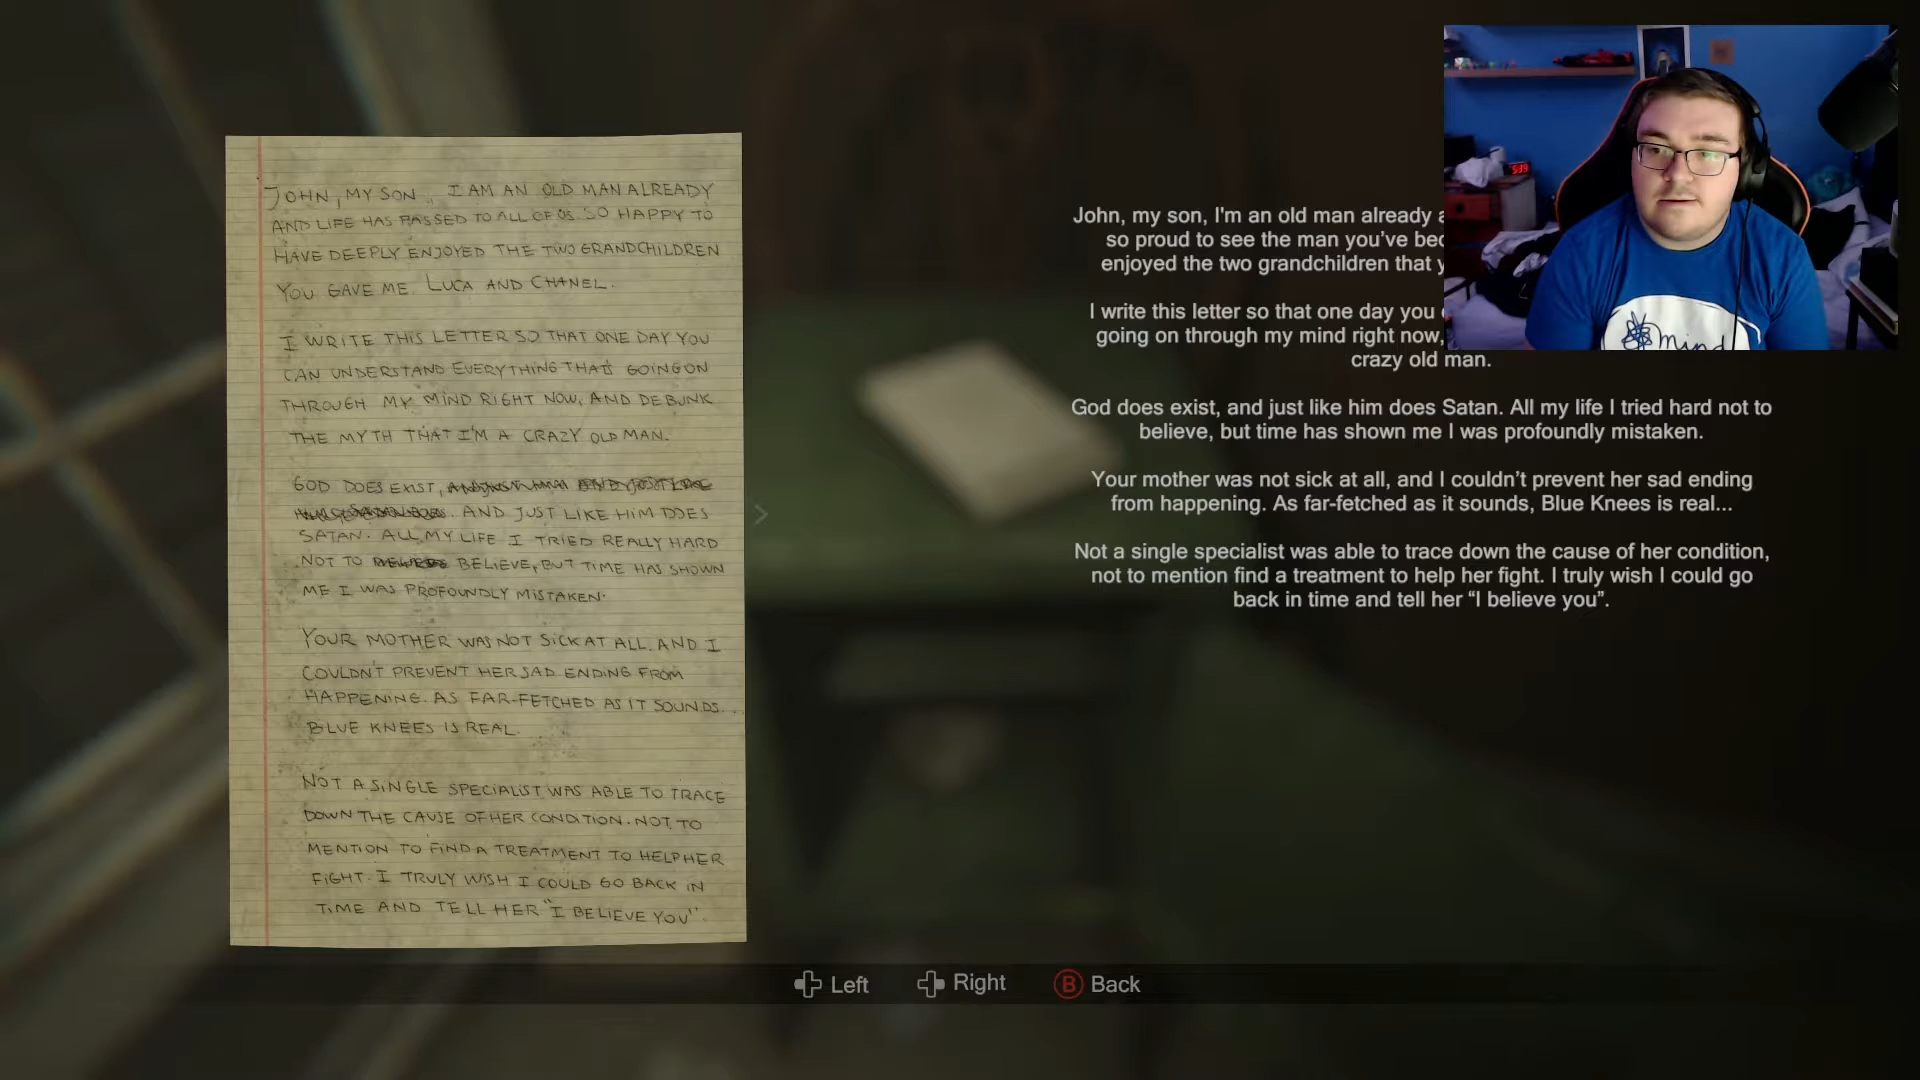 JOHN, MY SON.. I AM AN OLD MAN ALREADY
AND LIFE HAS PASSED TO ALL OF US. SO HAPPY TO
HAVE DEEPLY ENJOYED THE TWO GRANDCHILDREN
YOU GAVE ME. LUCA AND CHANEL.
I WRITE THIS LETTER SO THAT ONE DAY YOU
CAN UNDERSTAND EVERYTHING THAT'S GOING ON
THROUGH MY MIND RIGHT NOW, AND DEBUNK
THE MYTH THAT I'M A CRAZY OLD MAN.
GOD DOES EXIST,
AND JUST LIKE HIM DOES
SATAN. ALL MY LIFE I TRIED REALLY HARD
NOT TO BELIEVE, BUT TIME HAS SHOWN
ME I WAS PROFOUNDLY MISTAKEN.
YOUR MOTHER WAS NOT SICK AT ALL. AND I
COULDN'T PREVENT HER SAD ENDING FROM
HAPPENING. AS FAR-FETCHED AS IT SOUNDS...
BLUE KNEES IS REAL.
NOT A SINGLE SPECIALIST WAS ABLE TO TRACE
DOWN THE CAUSE OF HER CONDITION. NOT TO
MENTION TO FIND A TREATMENT TO HELP HER
FIGHT. I TRULY WISH I COULD GO BACK IN
TIME AND TELL HER "I BELIEVE YOU".
John, my son, I'm an old man already
so proud to see the man you've
enjoyed the two grandchildren that
I write this letter so that one day you
going on through my mind right now,
crazy old man.
God does exist, and just like him does Satan. All my life I tried hard not to
believe, but time has shown me I was profoundly mistaken.
Your mother was not sick at all, and I couldn't prevent her sad ending
from happening. As far-fetched as it sounds, Blue Knees is real...
Not a single specialist was able to trace down the cause of her condition,
not to mention find a treatment to help her fight. I truly wish I could go
back in time and tell her “I believe you”.
5:39
mind
Left Right B Back